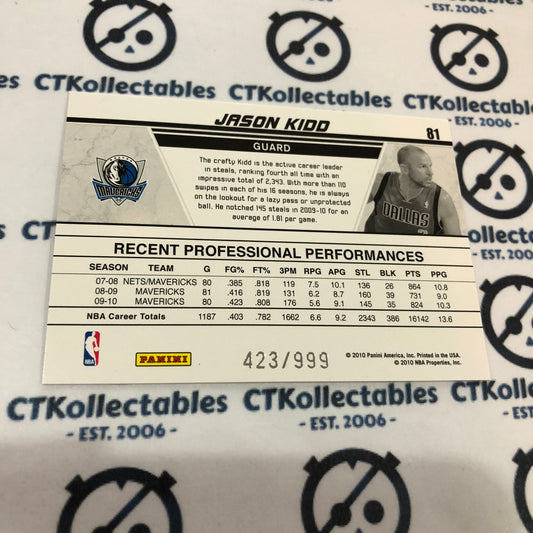 EST. 2006 -
- EST. 2006 -
- EST. 2006 -
CTKollectables
CTKollectables
JASON KIDD
81
GUARD
The crafty Kidd is the active career leader
in steals, ranking fourth all time with an
impressive total of 2,343. With more than 110
swipes in each of his 16 seasons, he is always
on the lookout for a lazy pass or unprotected
ball. He notched 145 steals in 2009-10 for an
average of 1.81 per game.
MAVERICKS
DALLAS
RECENT PROFESSIONAL PERFORMANCES
SEASON TEAM G FG% FT% 3PM RPG APG STL BLK PTS PPG
07-08 NETS/MAVERICKS 80 .385 .818 119 7.5 10.1 136 26 864 10.8
08-09 MAVERICKS 81 .416 .819 131 6.2 8.7 160 39 731 9.0
09-10 MAVERICKS 80 .423 .808 176 5.6 9.1 145 35 824 10.3
NBA Career Totals 1187 .403 .782 1662 6.6 9.2 2343 386 16142 13.6
NBA
PANINI
423/999
© 2010 Panini America, Inc. Printed in the USA.
© 2010 NBA Properties, Inc.
CTKollectables
CTKollectables
CTKol
- EST. 2006 -
- EST. 2006 -
- ES